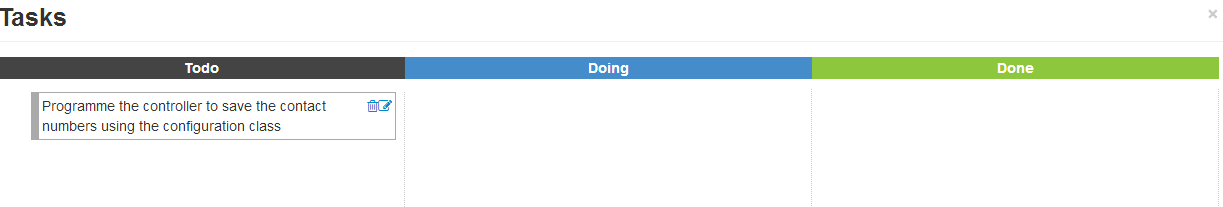 Tasks
×
Todo
Doing
Done
Programme the controller to save the contact
numbers using the configuration class